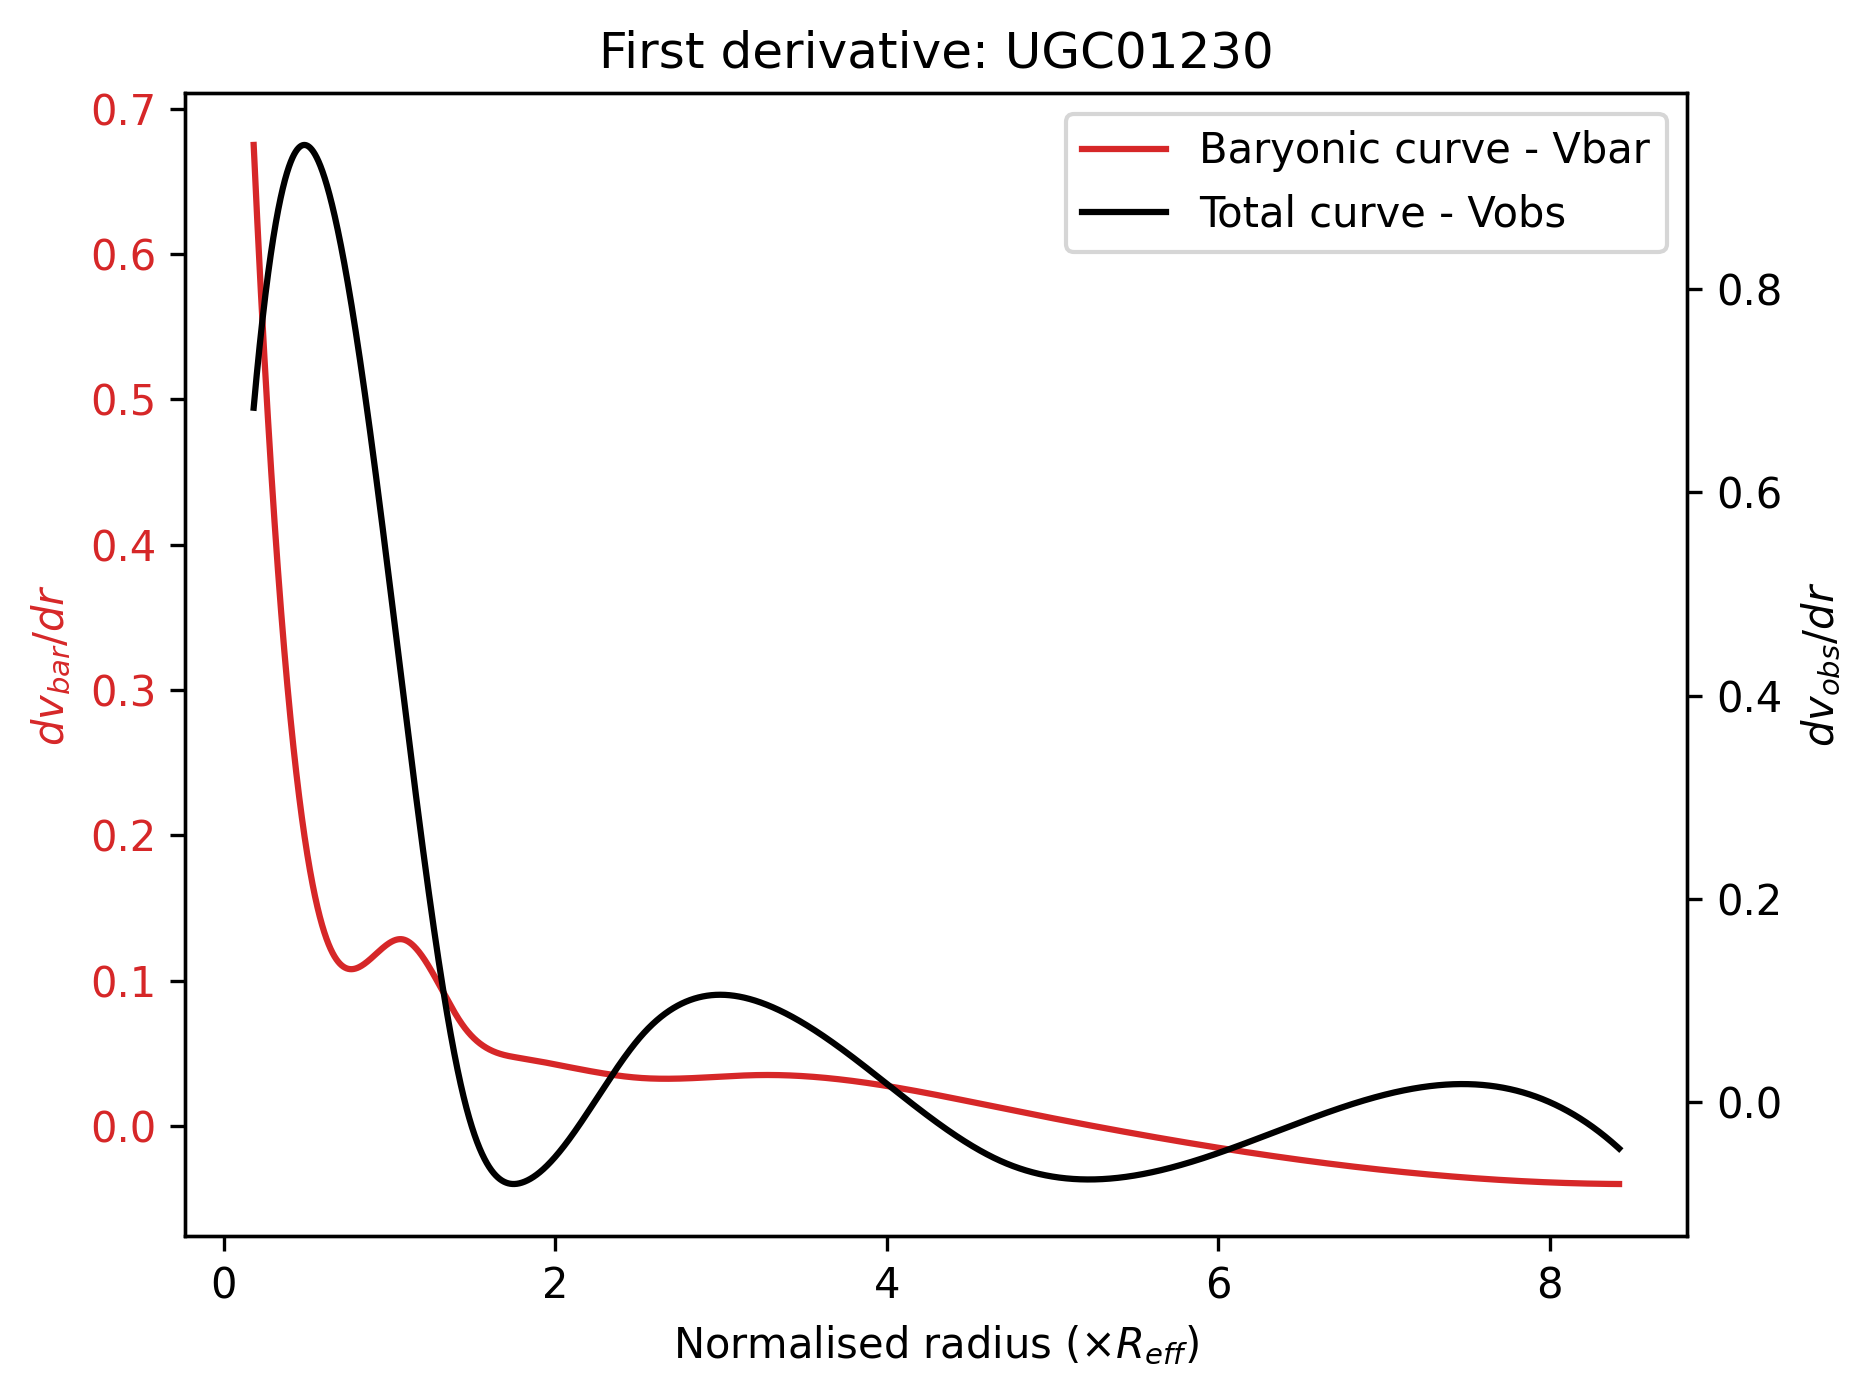 First derivative: UGC01230
Baryonic curve - Vbar
Total curve - Vobs
0.7
0.6
0.5
0.4
0.3
0.2
0.1
0.0
dv_bar/dr
0.8
0.6
0.4
0.2
0.0
dv_obs/dr
0 2 4 6 8
Normalised radius (×R_eff)